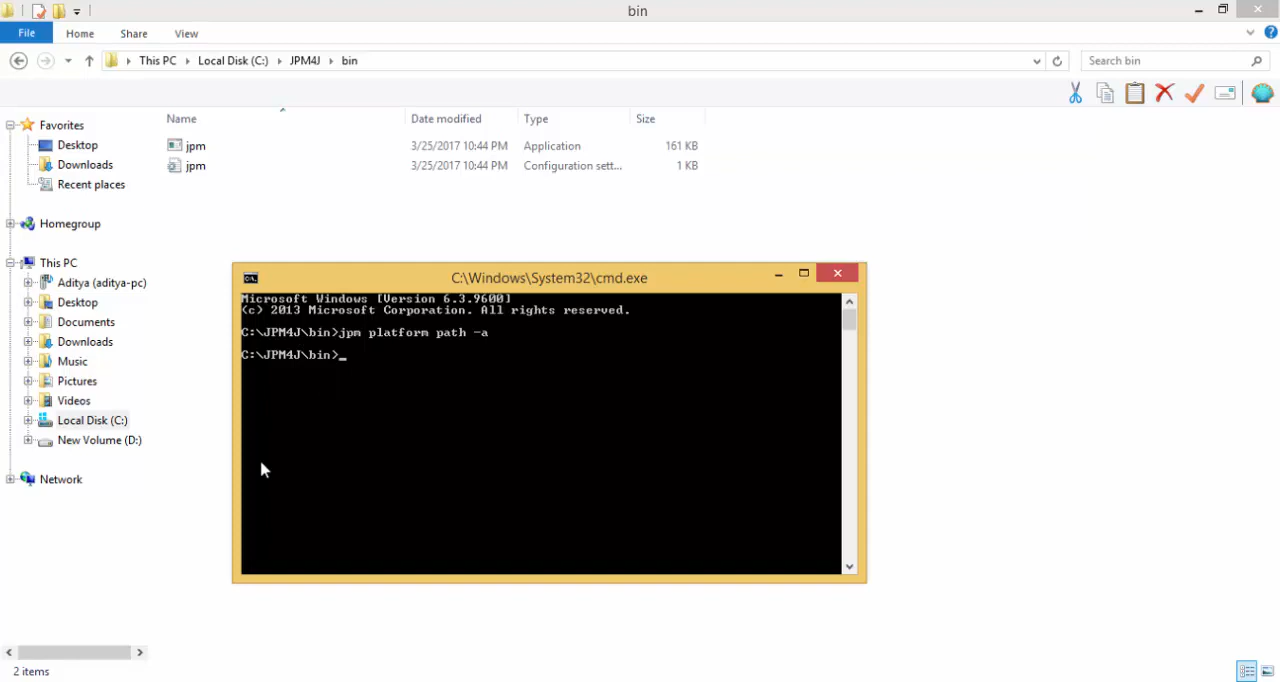 bin
File Home Share View
This PC Local Disk (C:) JPM4J bin
Search bin
Name Date modified Type Size
jpm 3/25/2017 10:44 PM Application 161 KB
jpm 3/25/2017 10:44 PM Configuration sett... 1 KB
Favorites
Desktop
Downloads
Recent places
Homegroup
This PC
Aditya (aditya-pc)
Desktop
Documents
Downloads
Music
Pictures
Videos
Local Disk (C:)
New Volume (D:)
Network
C:\Windows\System32\cmd.exe
Microsoft Windows [Version 6.3.9600]
(c) 2013 Microsoft Corporation. All rights reserved.
C:\JPM4J\bin>jpm platform path -a
C:\JPM4J\bin>_
2 items